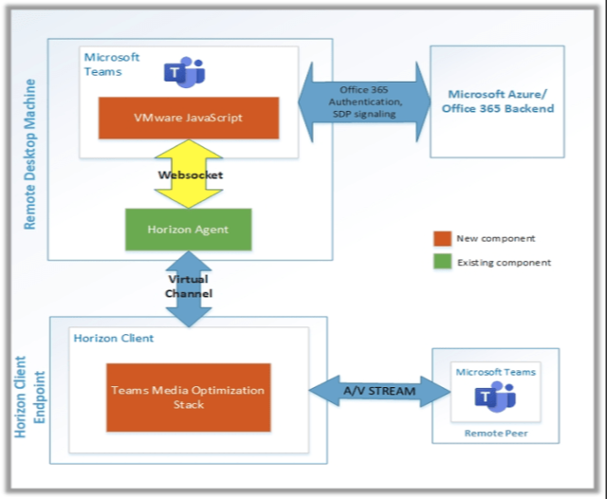 Remote Desktop Machine
Microsoft
Teams
T
VMware JavaScript
Office 365
Authentication,
SDP signaling
Microsoft Azure/
Office 365 Backend
Websocket
Horizon Agent
New component
Existing component
Virtual
Channel
Horizon Client
Endpoint
Horizon Client
Teams Media Optimization
Stack
A/V STREAM
Microsoft Teams
T
Remote Peer